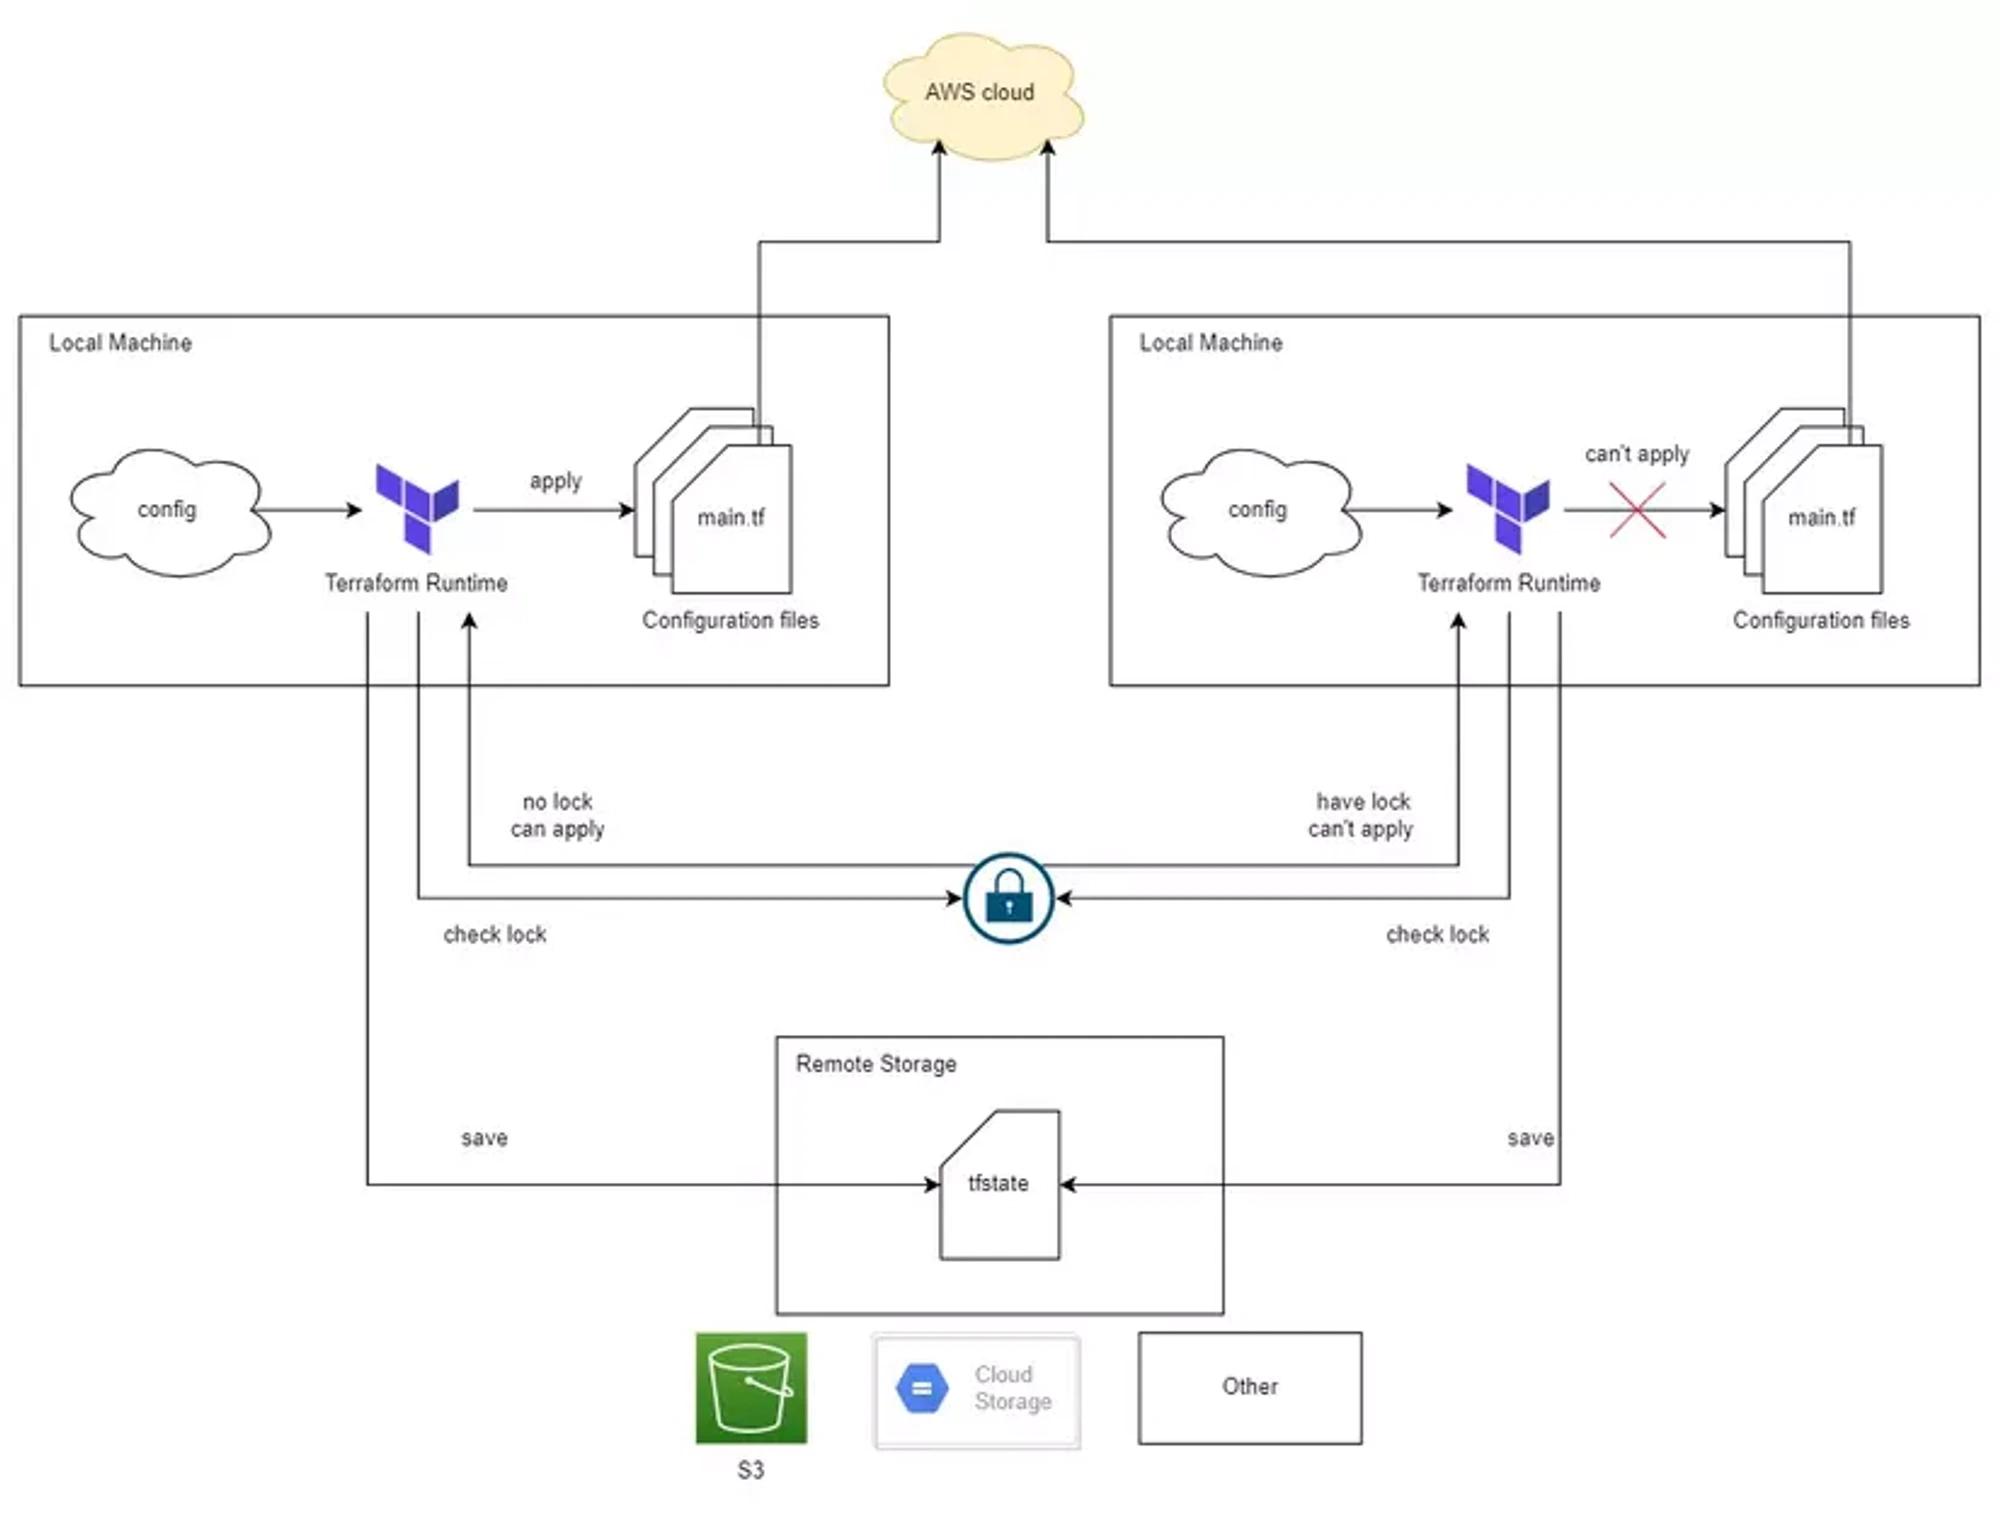 AWS cloud
Local Machine
config
Terraform Runtime
apply
main.tf
Configuration files
Local Machine
config
Terraform Runtime
can't apply
main.tf
Configuration files
no lock
can apply
have lock
can't apply
check lock
check lock
Remote Storage
save
save
tfstate
S3
Cloud
Storage
Other